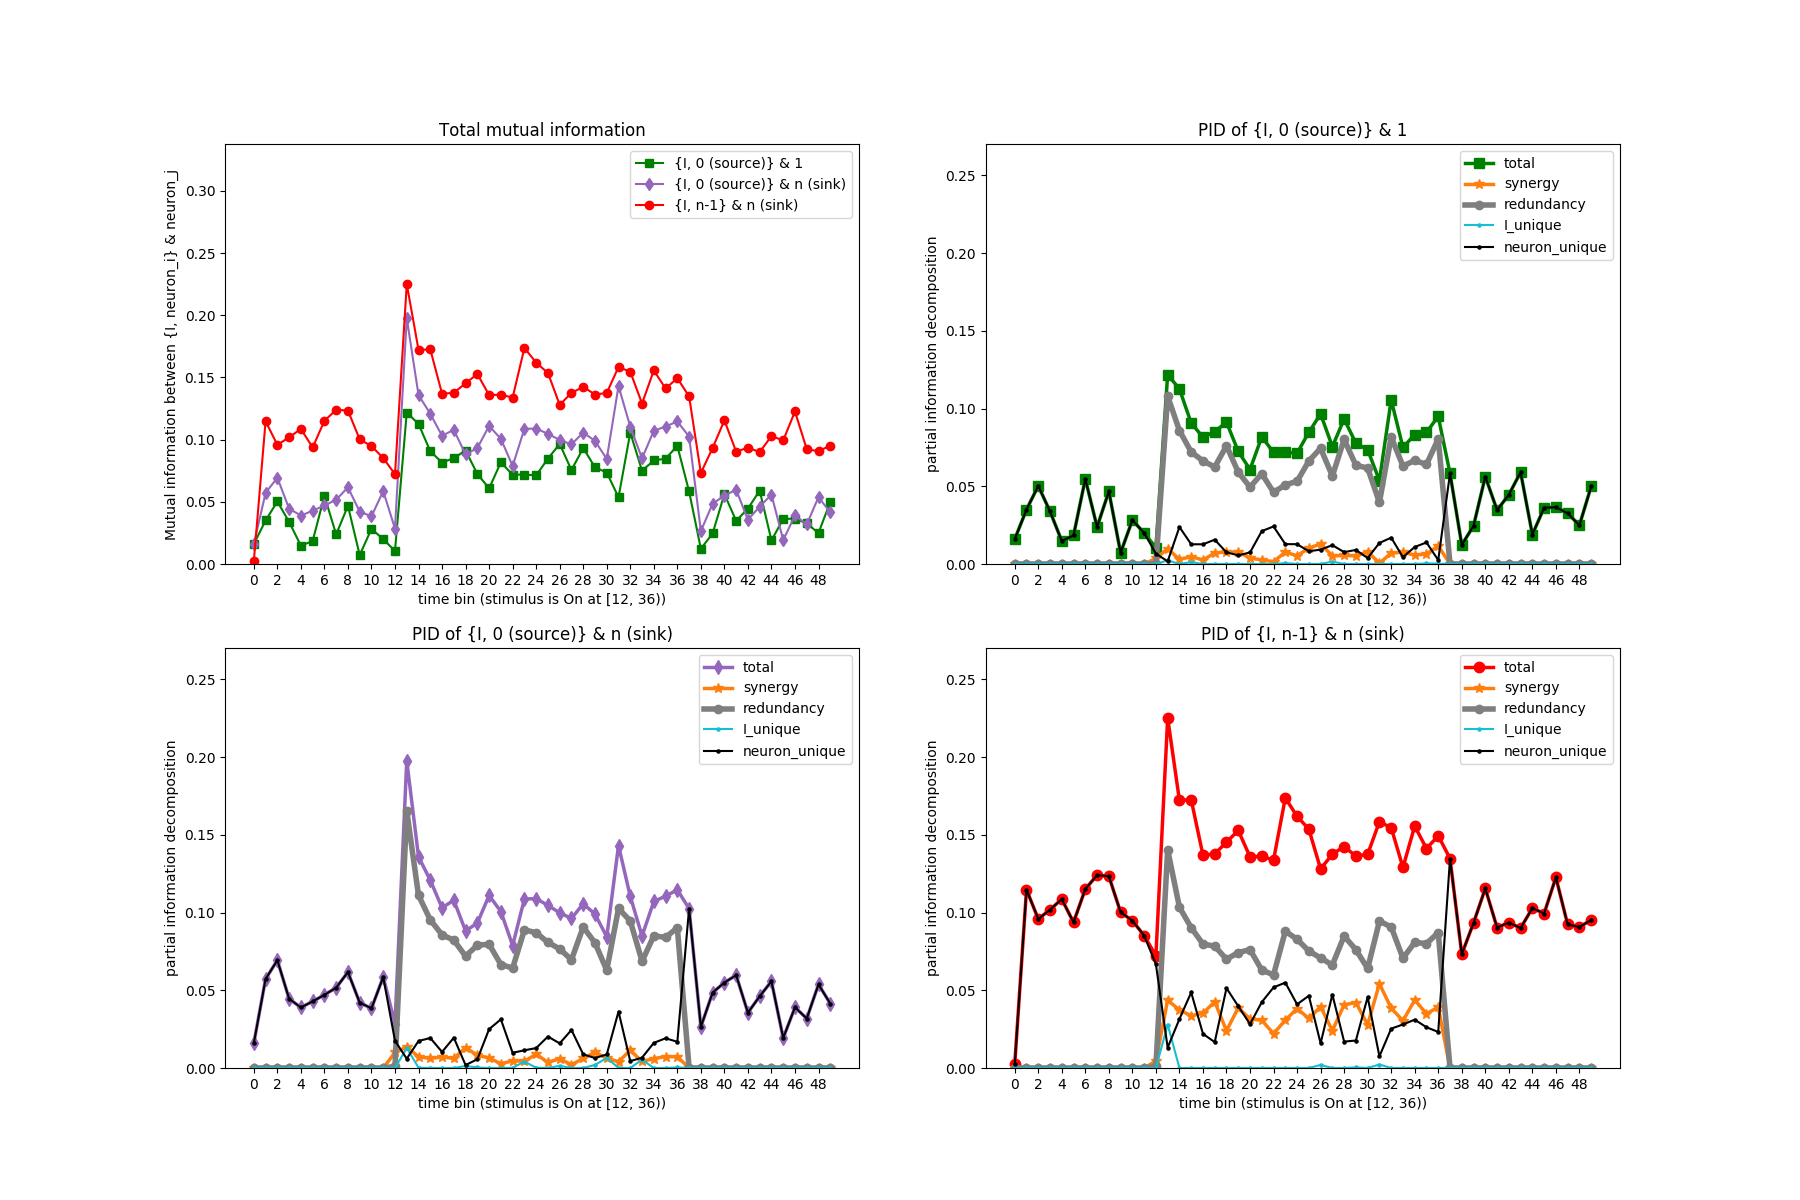 Total mutual information
Mutual information between {I, neuron_i} & neuron_j
0.30
0.25
0.20
0.15
0.10
0.05
0.00
{I, 0 (source)} & 1
{I, 0 (source)} & n (sink)
{I, n-1} & n (sink)
0 2 4 6 8 10 12 14 16 18 20 22 24 26 28 30 32 34 36 38 40 42 44 46 48
time bin (stimulus is On at [12, 36))
PID of {I, 0 (source)} & 1
partial information decomposition
0.25
0.20
0.15
0.10
0.05
0.00
total
synergy
redundancy
I_unique
neuron_unique
0 2 4 6 8 10 12 14 16 18 20 22 24 26 28 30 32 34 36 38 40 42 44 46 48
time bin (stimulus is On at [12, 36))
PID of {I, 0 (source)} & n (sink)
partial information decomposition
0.25
0.20
0.15
0.10
0.05
0.00
total
synergy
redundancy
I_unique
neuron_unique
0 2 4 6 8 10 12 14 16 18 20 22 24 26 28 30 32 34 36 38 40 42 44 46 48
time bin (stimulus is On at [12, 36))
PID of {I, n-1} & n (sink)
partial information decomposition
0.25
0.20
0.15
0.10
0.05
0.00
total
synergy
redundancy
I_unique
neuron_unique
0 2 4 6 8 10 12 14 16 18 20 22 24 26 28 30 32 34 36 38 40 42 44 46 48
time bin (stimulus is On at [12, 36))